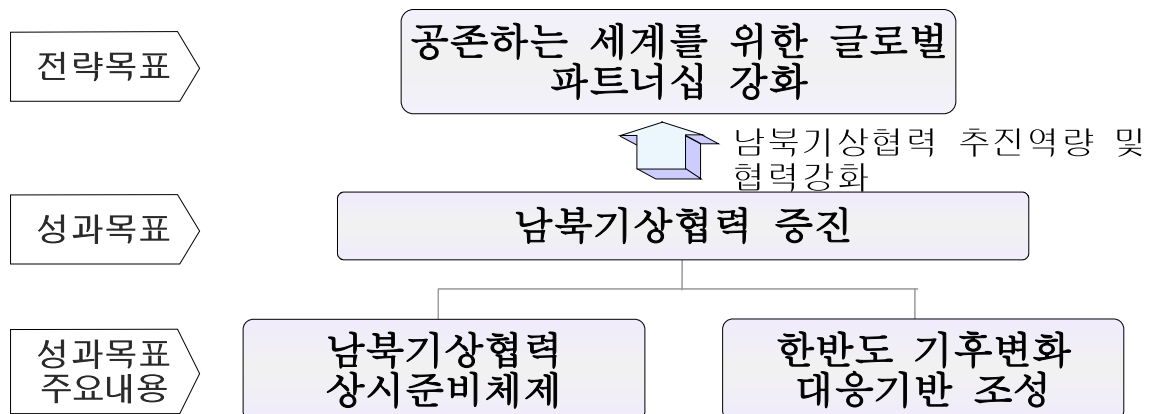 전략목표
공존하는 세계를 위한 글로벌
파트너십 강화
남북기상협력 추진역량 및
협력강화
성과목표
남북기상협력 증진
성과목표
주요내용
남북기상협력
상시준비체제
한반도 기후변화
대응기반 조성